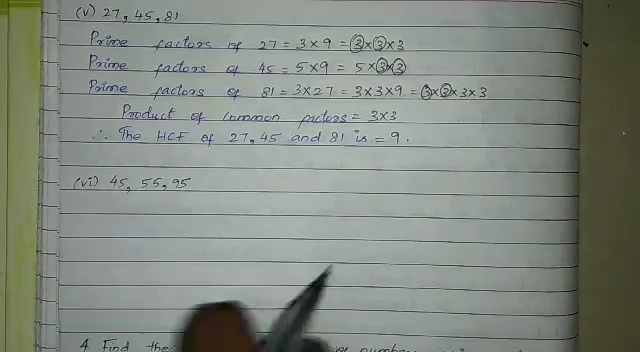 (v) 27, 45, 81
Prime factors of 27 = 3×9 = 3×3×3
Prime factors of 45 = 5×9 = 5×3×3
Prime factors of 81 = 3×27 = 3×3×9 = 3×3×3×3
Product of common factors = 3×3
∴ The HCF of 27, 45 and 81 is = 9.
(vi) 45, 55, 95
4. Find the numbers